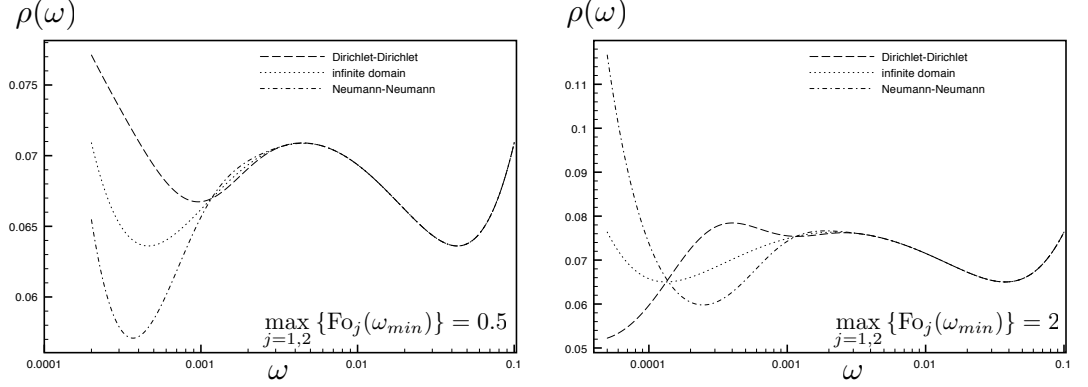 ρ(ω)
Dirichlet-Dirichlet
infinite domain
Neumann-Neumann
0.075
0.07
0.065
0.06
max {Fo_j(ω_min)} = 0.5
j=1,2
0.0001 0.001 0.01 0.1
ω
ρ(ω)
Dirichlet-Dirichlet
infinite domain
Neumann-Neumann
0.11
0.1
0.09
0.08
0.07
0.06
0.05
max {Fo_j(ω_min)} = 2
j=1,2
0.0001 0.001 0.01 0.1
ω